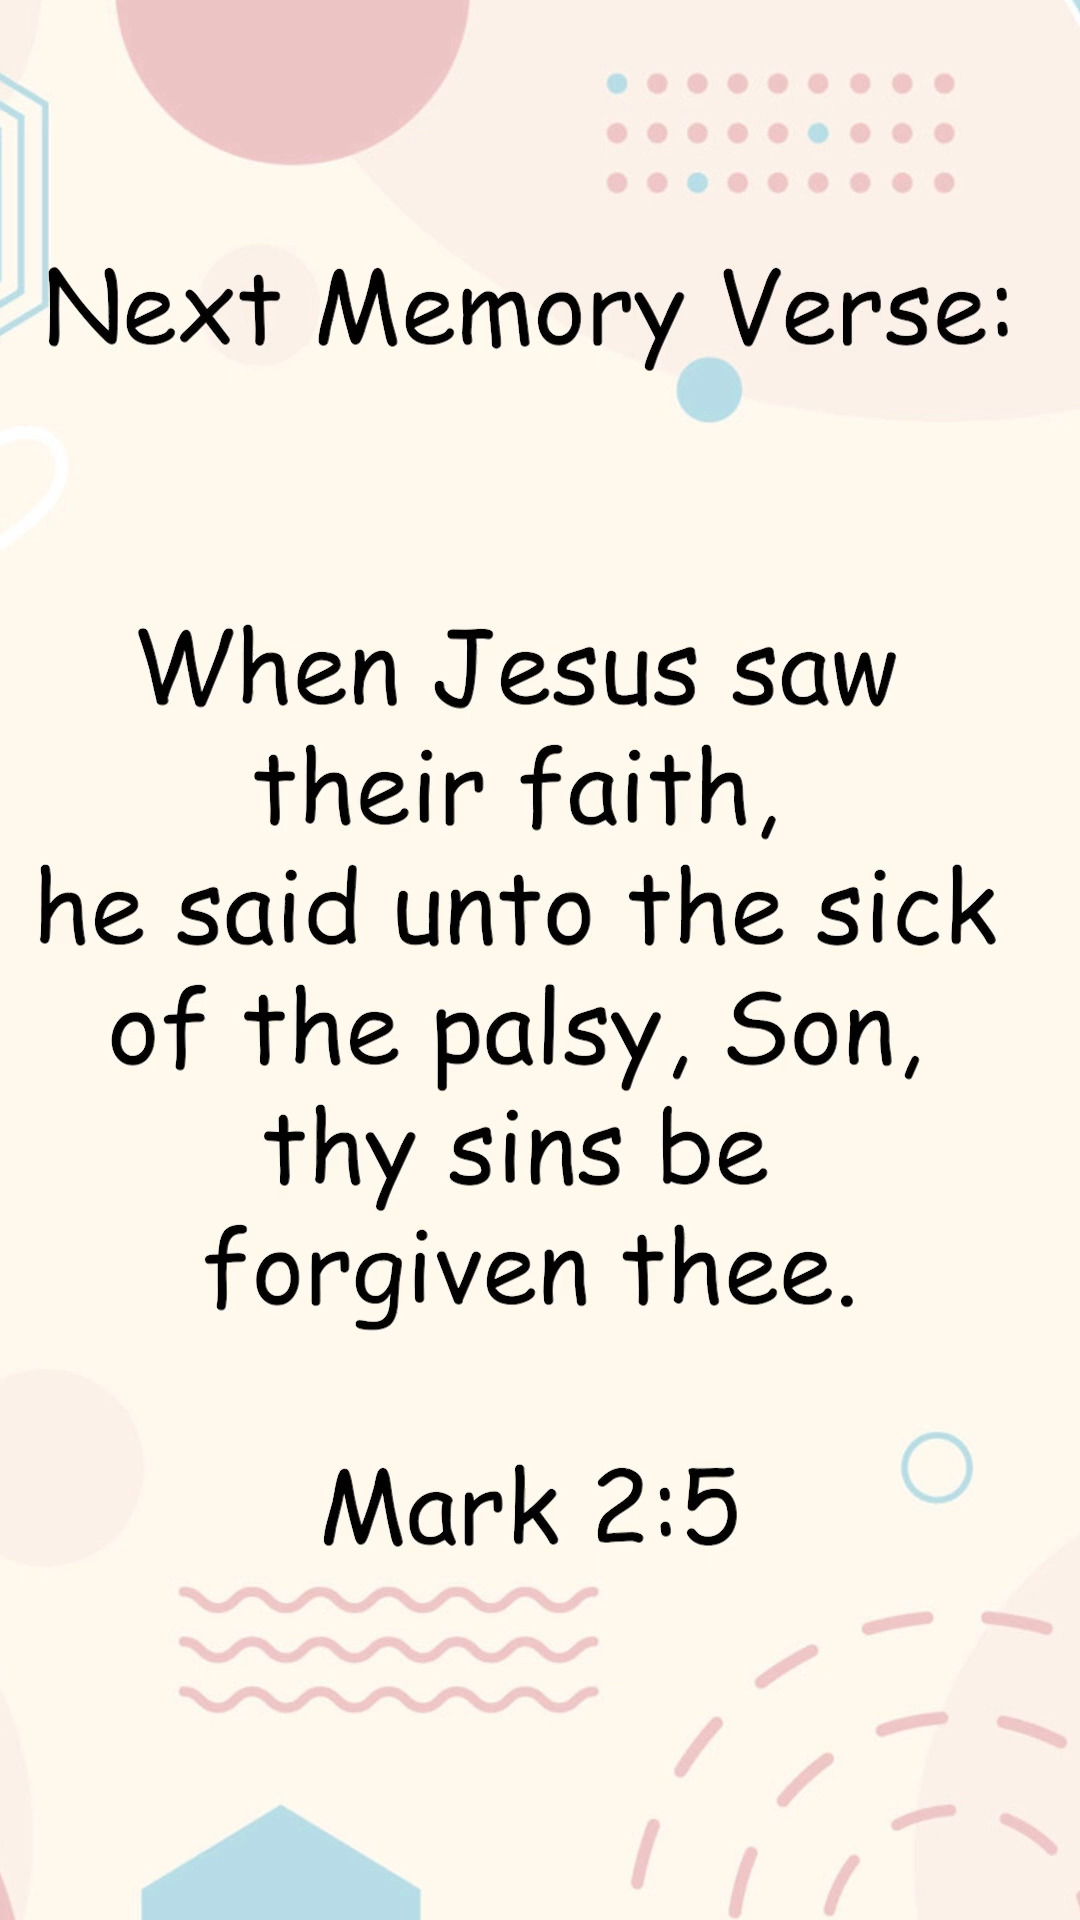 Next Memory Verse:
When Jesus saw
their faith,
he said unto the sick
of the palsy, Son,
thy sins be
forgiven thee.
Mark 2:5